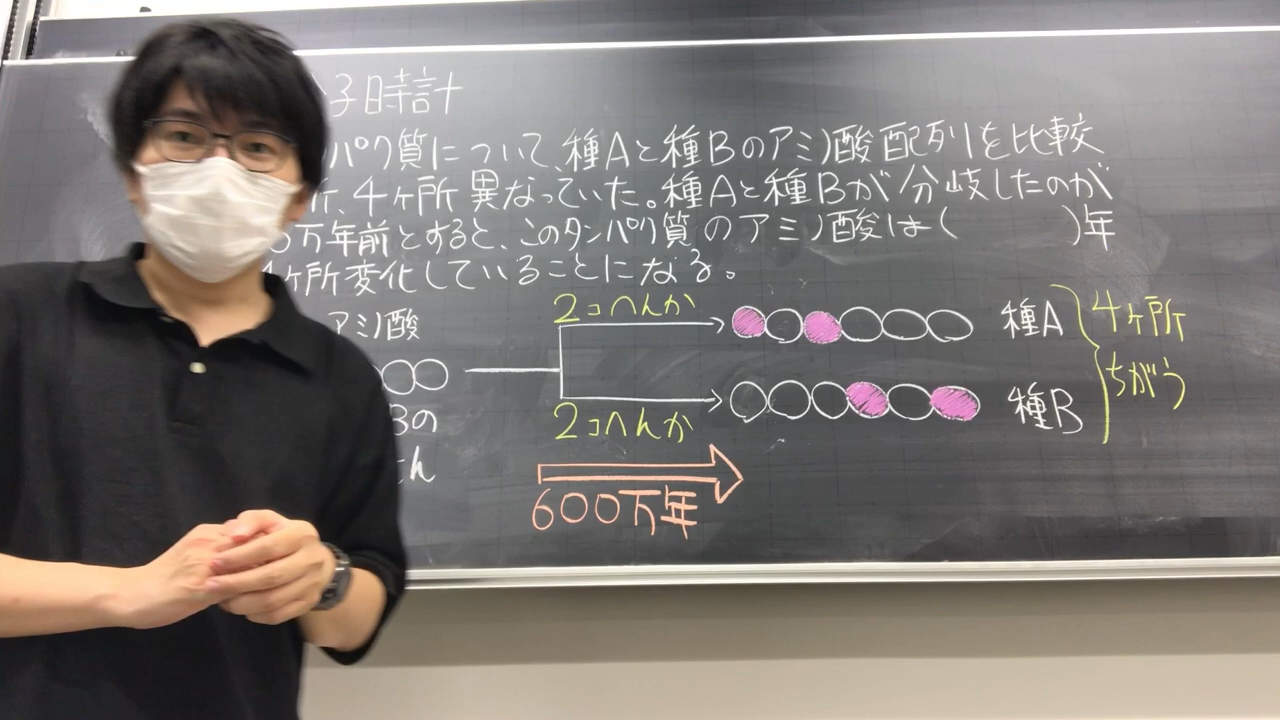 子時計
パク質について、種Aと種Bのアミノ酸配列を比較
4ヶ所異なっていた。種Aと種Bが分岐したのが
万年前とすると、このタンパク質のアミノ酸は(　　　)年
ヶ所変化していることになる。
アミノ酸
2コへんか
種A
4ヶ所
ちがう
Bの
2コへんか
種B
600万年